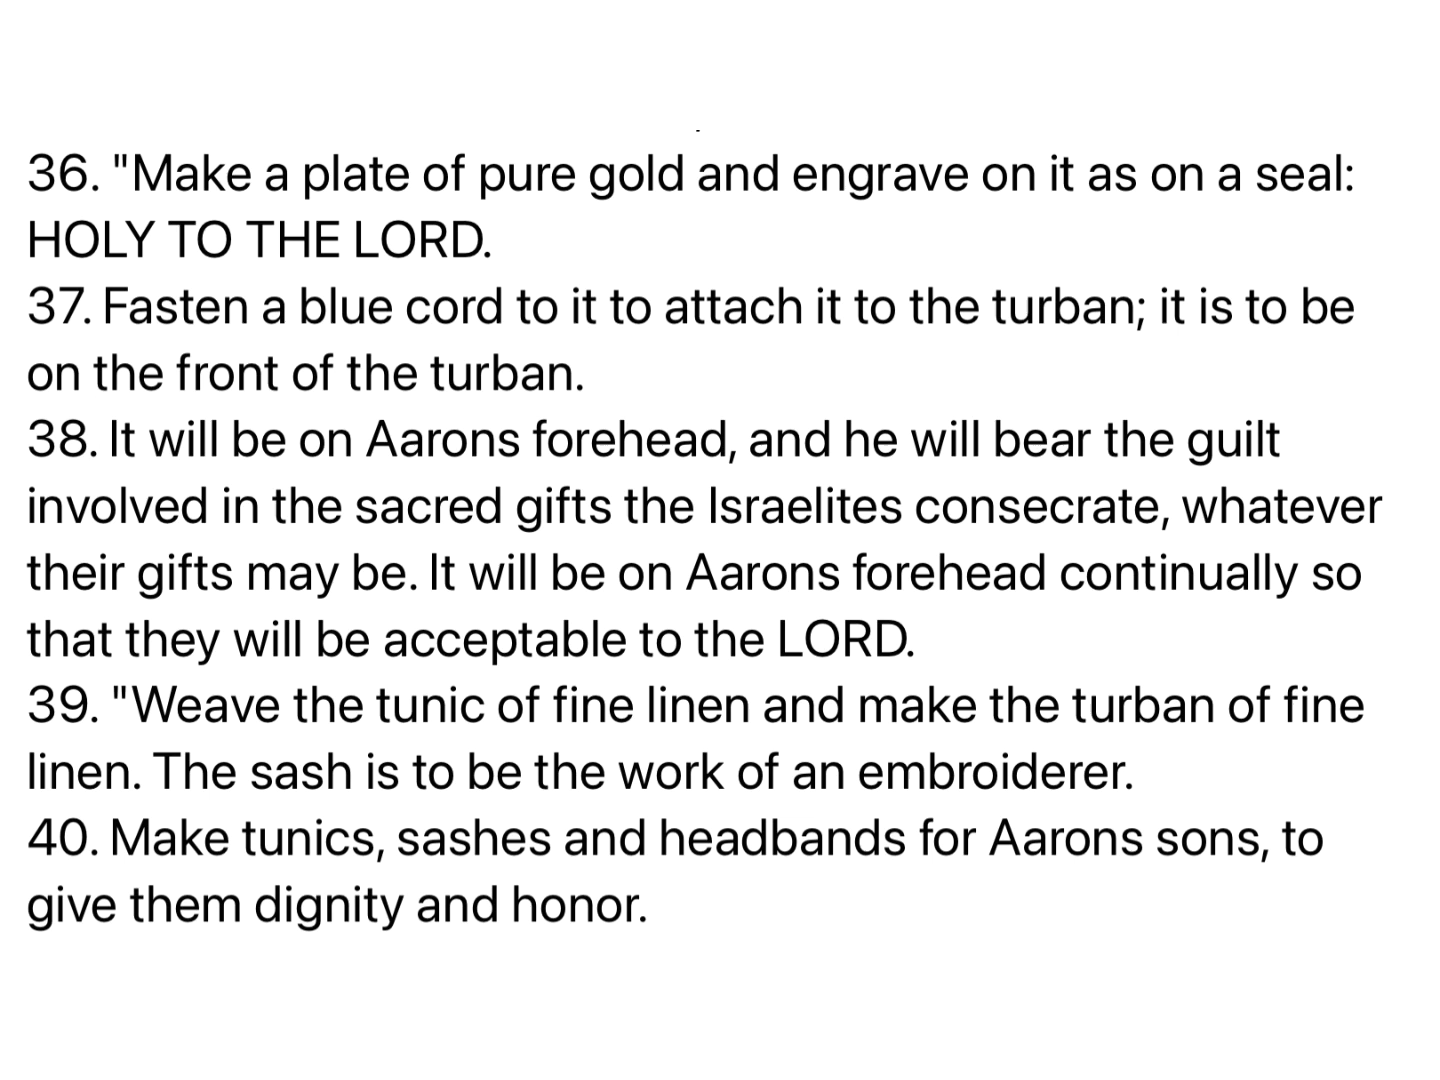 36. "Make a plate of pure gold and engrave on it as on a seal:
HOLY TO THE LORD.
37. Fasten a blue cord to it to attach it to the turban; it is to be
on the front of the turban.
38. It will be on Aarons forehead, and he will bear the guilt
involved in the sacred gifts the Israelites consecrate, whatever
their gifts may be. It will be on Aarons forehead continually so
that they will be acceptable to the LORD.
39. "Weave the tunic of fine linen and make the turban of fine
linen. The sash is to be the work of an embroiderer.
40. Make tunics, sashes and headbands for Aarons sons, to
give them dignity and honor.